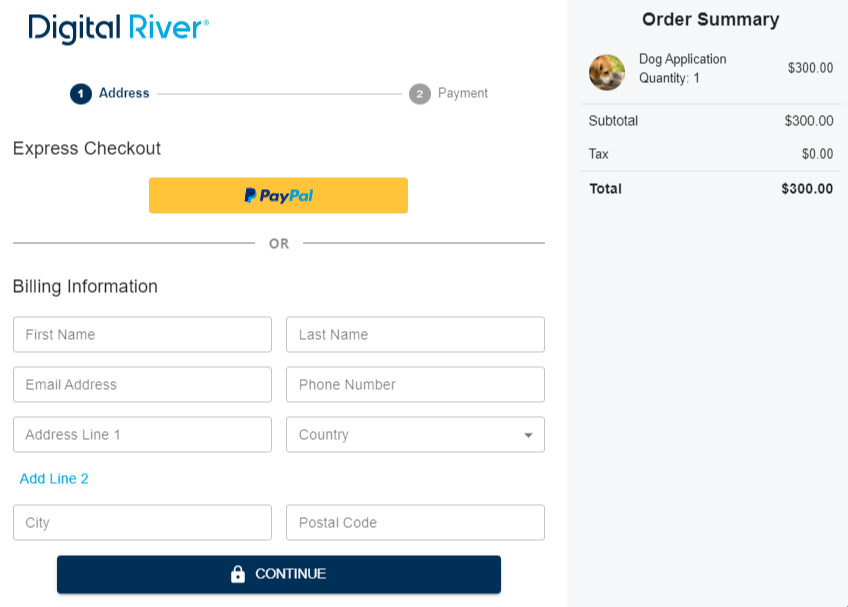 Digital River®
1 Address
2 Payment
Express Checkout
PayPal
OR
Billing Information
First Name
Last Name
Email Address
Phone Number
Address Line 1
Country
Add Line 2
City
Postal Code
CONTINUE
Order Summary
Dog Application
Quantity: 1
$300.00
Subtotal $300.00
Tax $0.00
Total $300.00